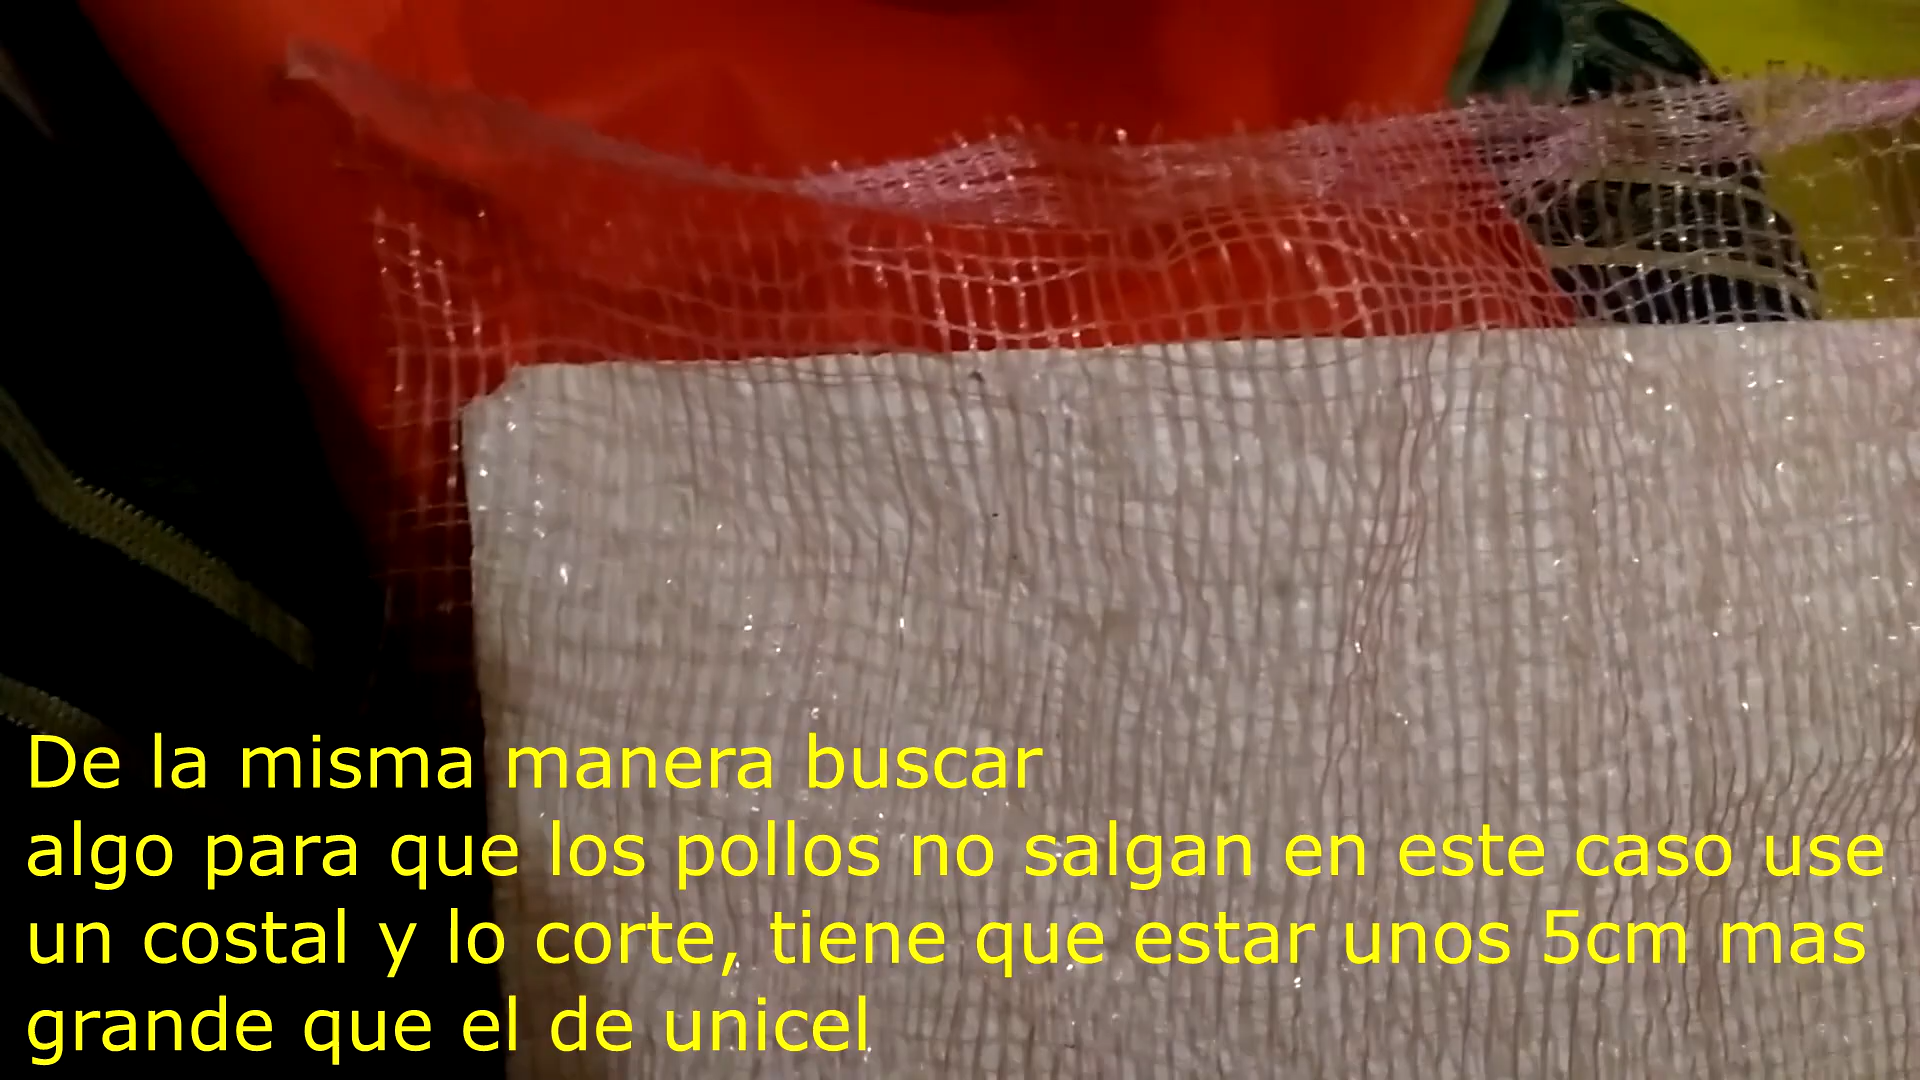 De la misma manera buscar
algo para que los pollos no salgan en este caso use
un costal y lo corte, tiene que estar unos 5cm mas
grande que el de unicel